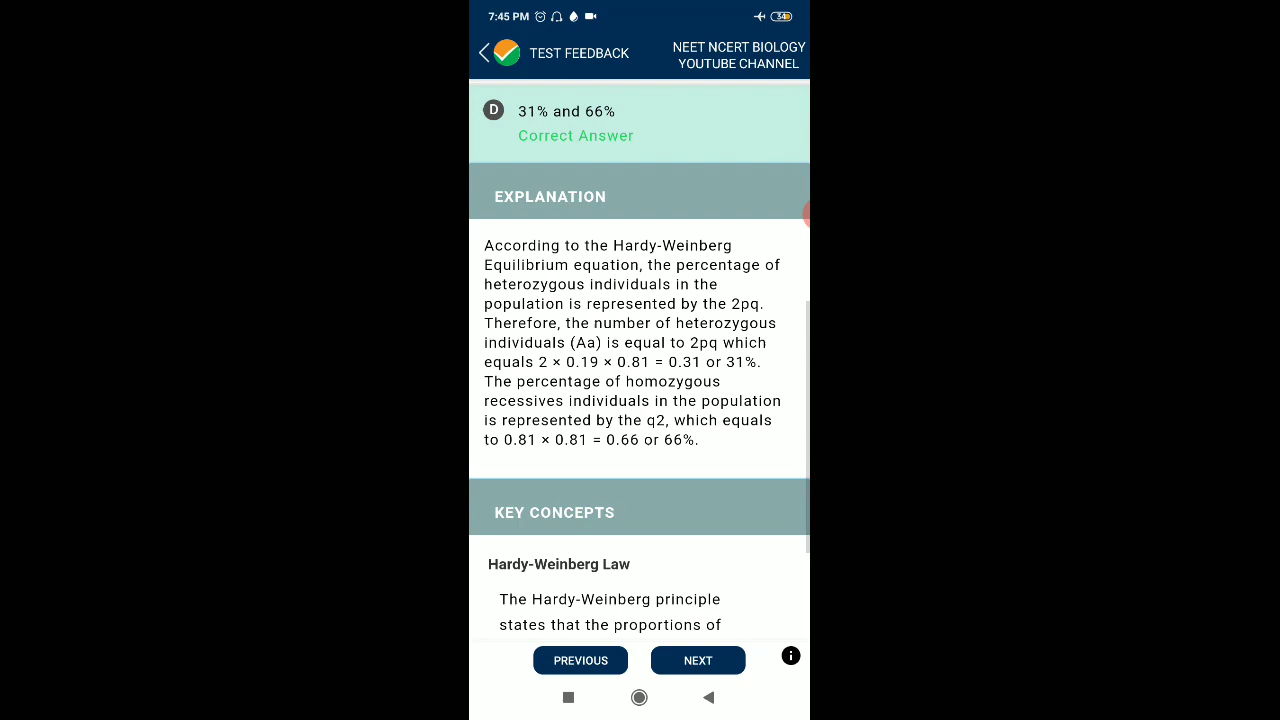 7:45 PM
34
TEST FEEDBACK
NEET NCERT BIOLOGY
YOUTUBE CHANNEL
D
31% and 66%
Correct Answer
EXPLANATION
According to the Hardy-Weinberg
Equilibrium equation, the percentage of
heterozygous individuals in the
population is represented by the 2pq.
Therefore, the number of heterozygous
individuals (Aa) is equal to 2pq which
equals 2 × 0.19 × 0.81 = 0.31 or 31%.
The percentage of homozygous
recessives individuals in the population
is represented by the q2, which equals
to 0.81 × 0.81 = 0.66 or 66%.
KEY CONCEPTS
Hardy-Weinberg Law
The Hardy-Weinberg principle
states that the proportions of
PREVIOUS
NEXT